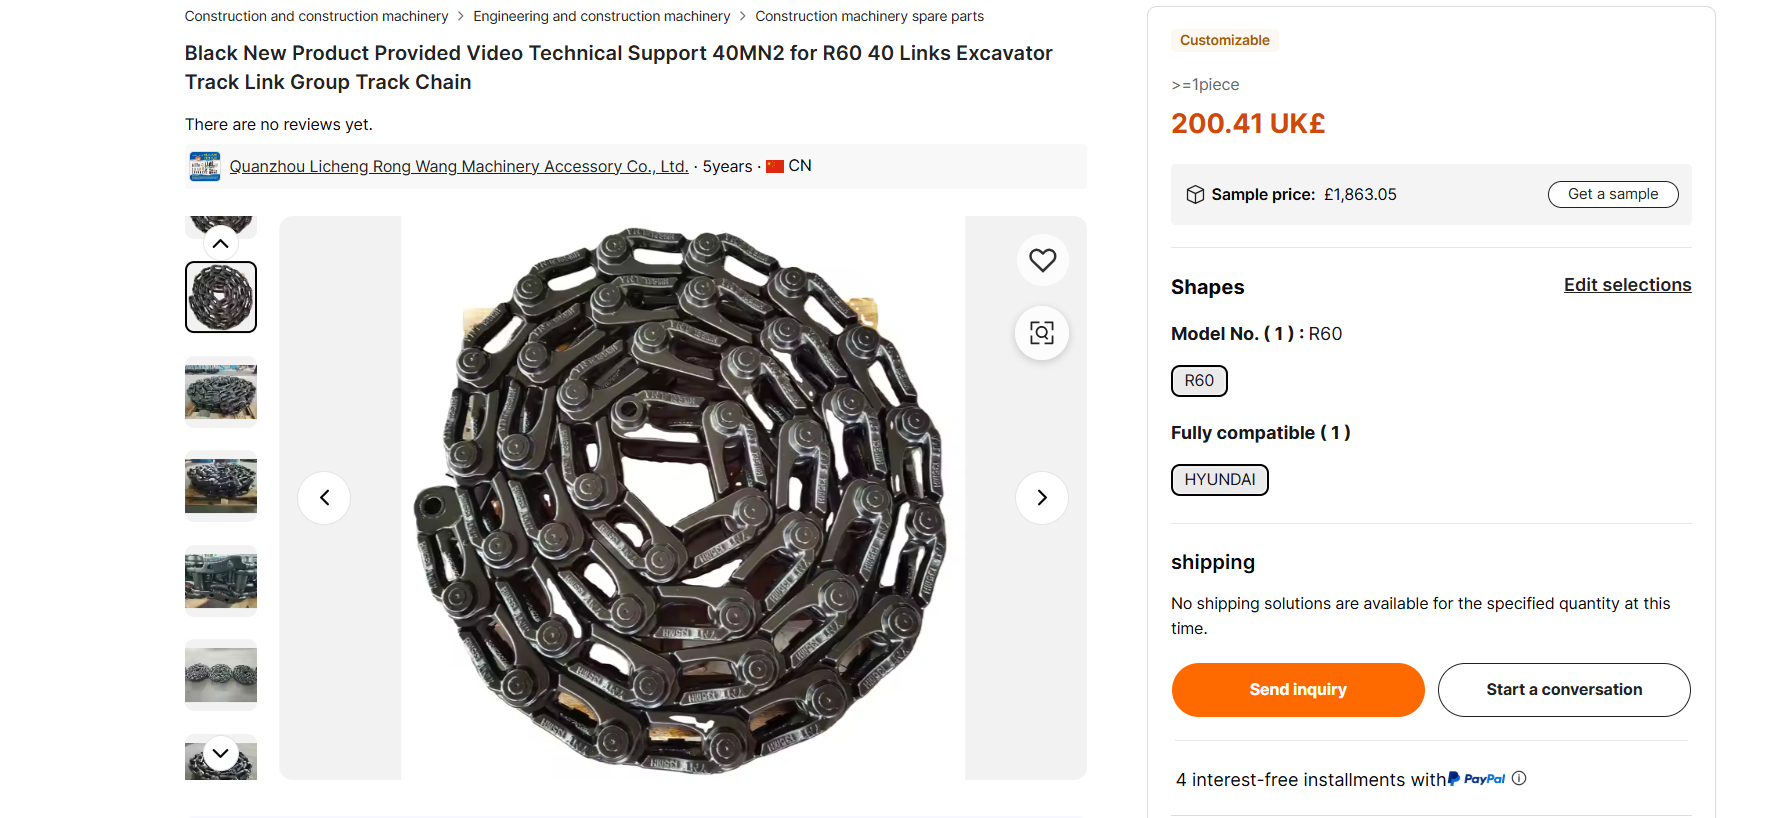 Construction and construction machinery > Engineering and construction machinery > Construction machinery spare parts
Black New Product Provided Video Technical Support 40MN2 for R60 40 Links Excavator
Track Link Group Track Chain
There are no reviews yet.
Quanzhou Licheng Rong Wang Machinery Accessory Co., Ltd. · 5years · CN
Customizable
>=1piece
200.41 UK£
Sample price: £1,863.05
Get a sample
Shapes
Edit selections
Model No. ( 1 ) : R60
R60
Fully compatible ( 1 )
HYUNDAI
shipping
No shipping solutions are available for the specified quantity at this
time.
Send inquiry
Start a conversation
4 interest-free installments with PayPal